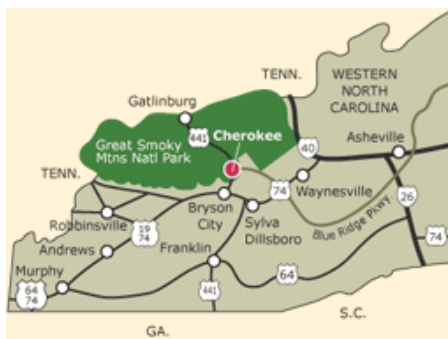 TENN.
WESTERN
NORTH
CAROLINA
Gatlinburg
441
Cherokee
Great Smoky
Mtns Natl Park
40
Asheville
TENN.
74
Waynesville
26
Bryson
City
Sylva
Dillsboro
Blue Ridge Pkwy.
Robbinsville
19
74
Andrews
Franklin
74
Murphy
64
64
74
441
GA.
S.C.